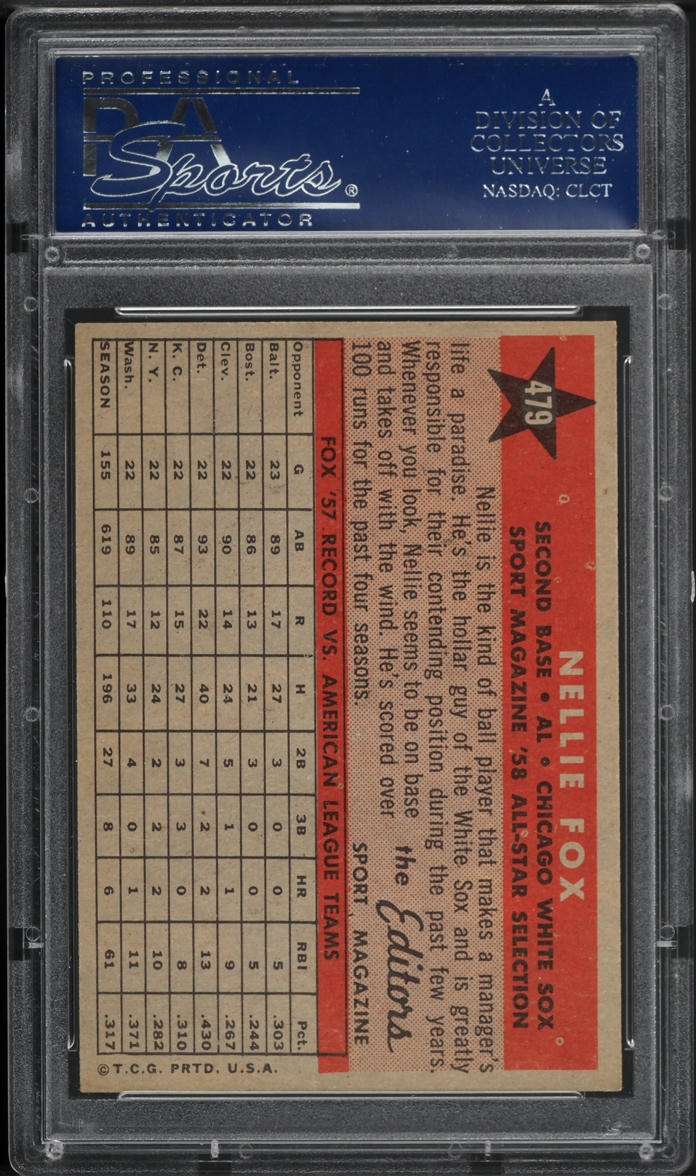 PROFESSIONAL
PSA
Sports®
AUTHENTICATOR
A
DIVISION OF
COLLECTORS
UNIVERSE
NASDAQ: CLCT
479
NELLIE FOX
SECOND BASE • AL • CHICAGO WHITE SOX
SPORT MAGAZINE '58 ALL-STAR SELECTION
Nellie is the kind of ball player that makes a manager's
life a paradise. He's the hollar guy of the White Sox and is greatly
responsible for their contending position during the past few years.
Whenever you look, Nellie seems to be on base
and takes off with the wind. He's scored over
100 runs for the past four seasons.
the Editors
SPORT MAGAZINE
FOX '57 RECORD VS. AMERICAN LEAGUE TEAMS
Opponent G AB R H 2B 3B HR RBI Pct.
Balt. 23 89 17 27 3 0 0 5 .303
Bost. 22 86 13 21 3 0 0 5 .244
Clev. 22 90 14 24 5 1 1 9 .267
Det. 22 93 22 40 7 2 2 13 .430
K. C. 22 87 15 27 3 3 0 8 .310
N. Y. 22 85 12 24 2 2 2 10 .282
Wash. 22 89 17 33 4 0 1 11 .371
SEASON 155 619 110 196 27 8 6 61 .317
© T.C.G. PRTD. U.S.A.